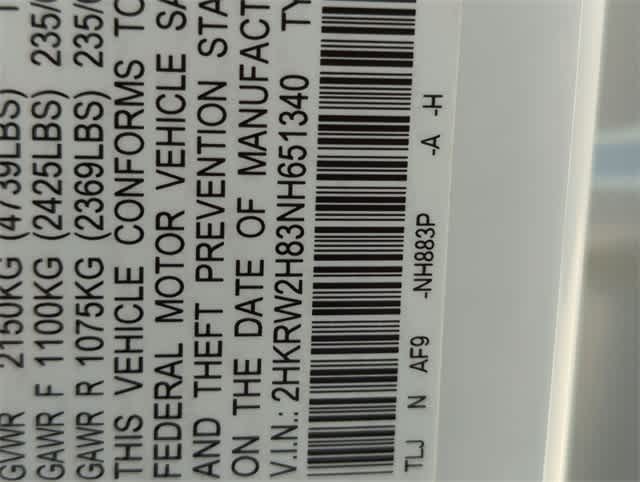 GVWR 2150KG (4739LBS)
GAWR F 1100KG (2425LBS) 235/
GAWR R 1075KG (2369LBS) 235/
THIS VEHICLE CONFORMS TO
FEDERAL MOTOR VEHICLE SA
AND THEFT PREVENTION STA
ON THE DATE OF MANUFACT
V.I.N.: 2HKRW2H83NH651340 TY
TLJ N AF9 -NH883P -A -H